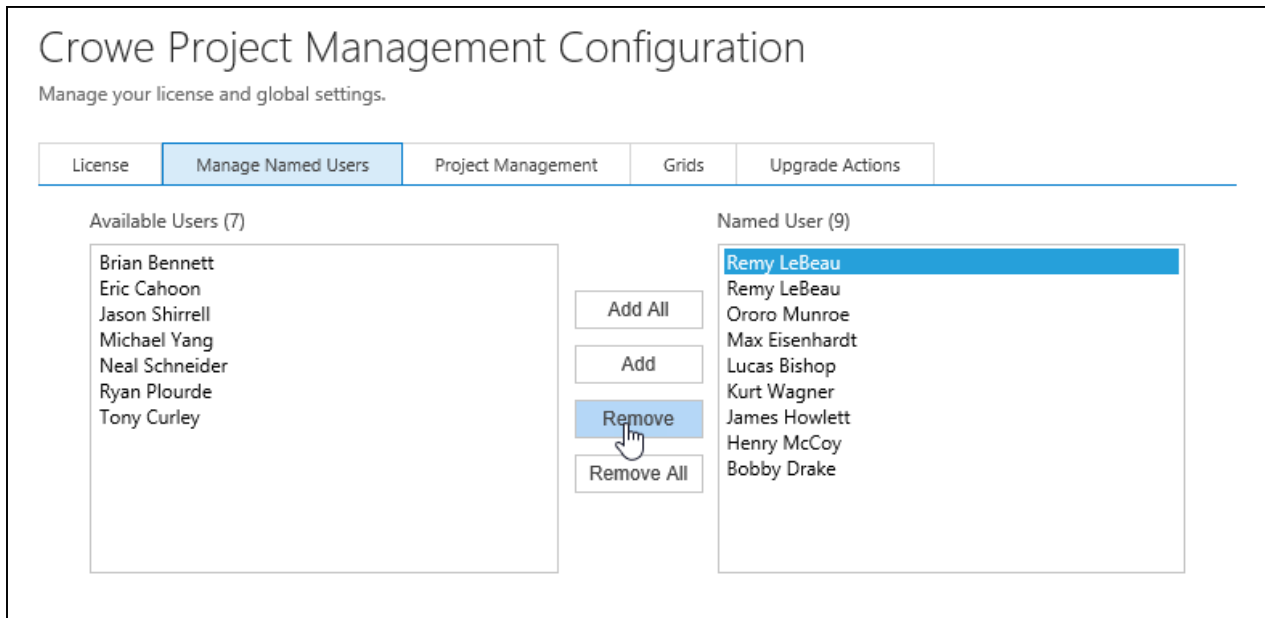 Crowe Project Management Configuration
Manage your license and global settings.
License
Manage Named Users
Project Management
Grids
Upgrade Actions
Available Users (7)
Brian Bennett
Eric Cahoon
Jason Shirrell
Michael Yang
Neal Schneider
Ryan Plourde
Tony Curley
Add All
Add
Remove
Remove All
Named User (9)
Remy LeBeau
Remy LeBeau
Ororo Munroe
Max Eisenhardt
Lucas Bishop
Kurt Wagner
James Howlett
Henry McCoy
Bobby Drake